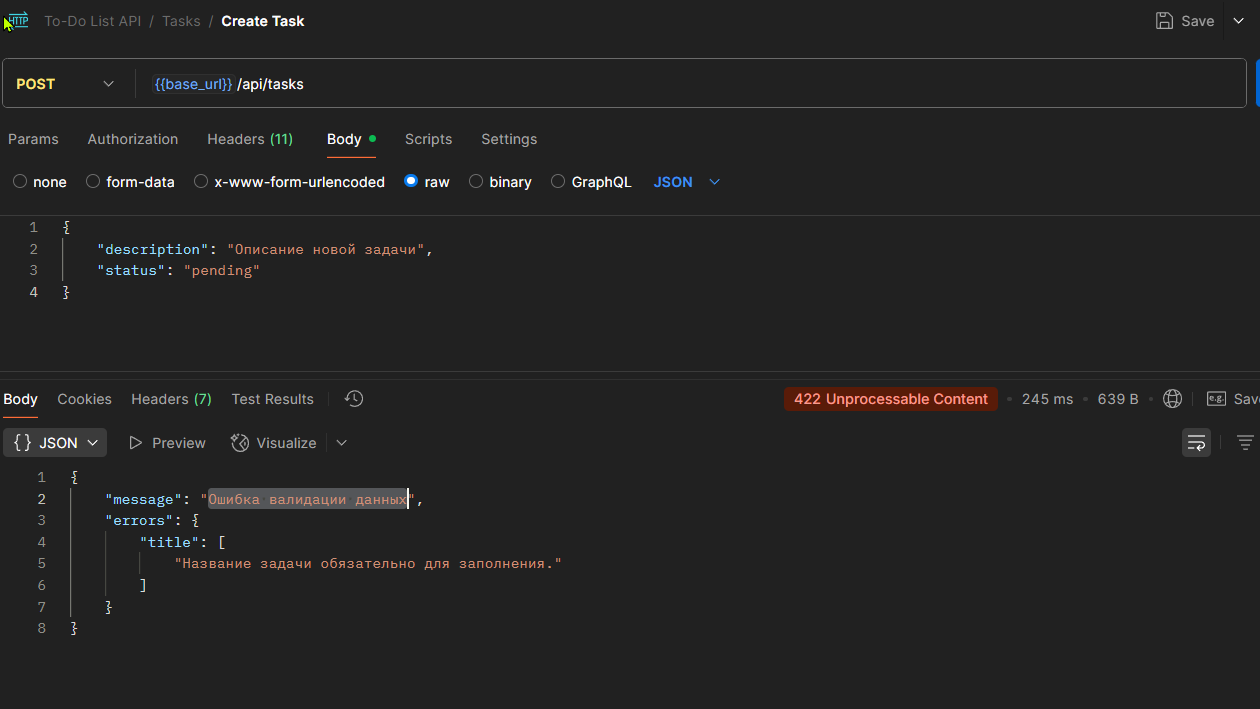 HTTP To-Do List API / Tasks / Create Task Save
POST {{base_url}} /api/tasks
Params Authorization Headers (11) Body Scripts Settings
none form-data x-www-form-urlencoded raw binary GraphQL JSON
1 {
2 "description": "Описание новой задачи",
3 "status": "pending"
4 }
Body Cookies Headers (7) Test Results 422 Unprocessable Content 245 ms 639 B e.g. Save
{} JSON Preview Visualize
1 {
2 "message": "Ошибка валидации данных",
3 "errors": {
4 "title": [
5 "Название задачи обязательно для заполнения."
6 ]
7 }
8 }